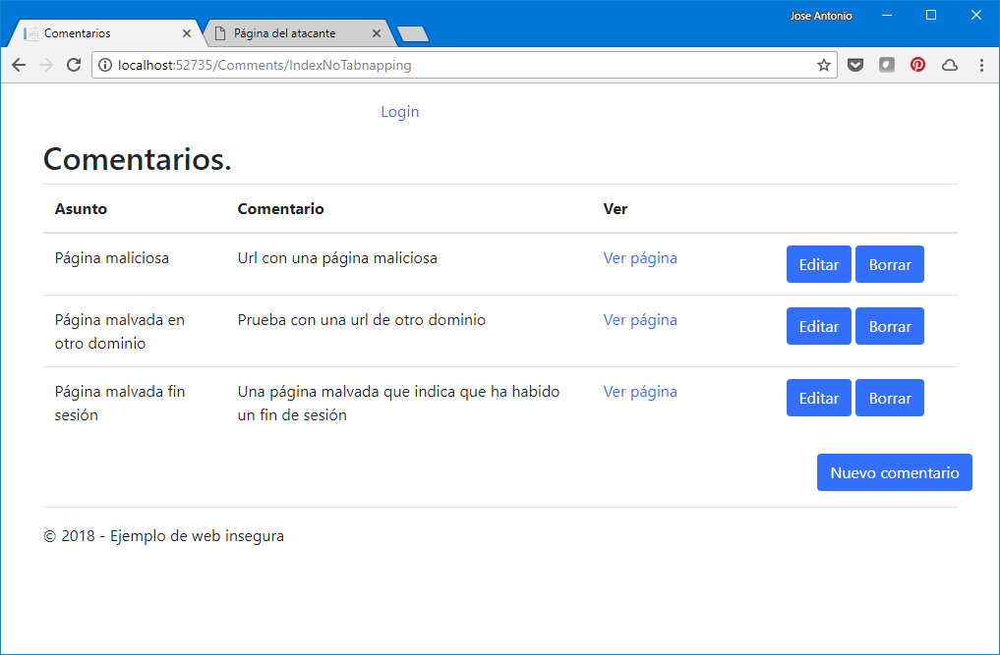 Jose Antonio
Comentarios
Página del atacante
localhost:52735/Comments/IndexNoTabnapping
Login
Comentarios.
Asunto Comentario Ver
Página maliciosa Url con una página maliciosa Ver página Editar Borrar
Página malvada en Prueba con una url de otro dominio Ver página Editar Borrar
otro dominio
Página malvada fin Una página malvada que indica que ha habido Ver página Editar Borrar
sesión un fin de sesión
Nuevo comentario
© 2018 - Ejemplo de web insegura